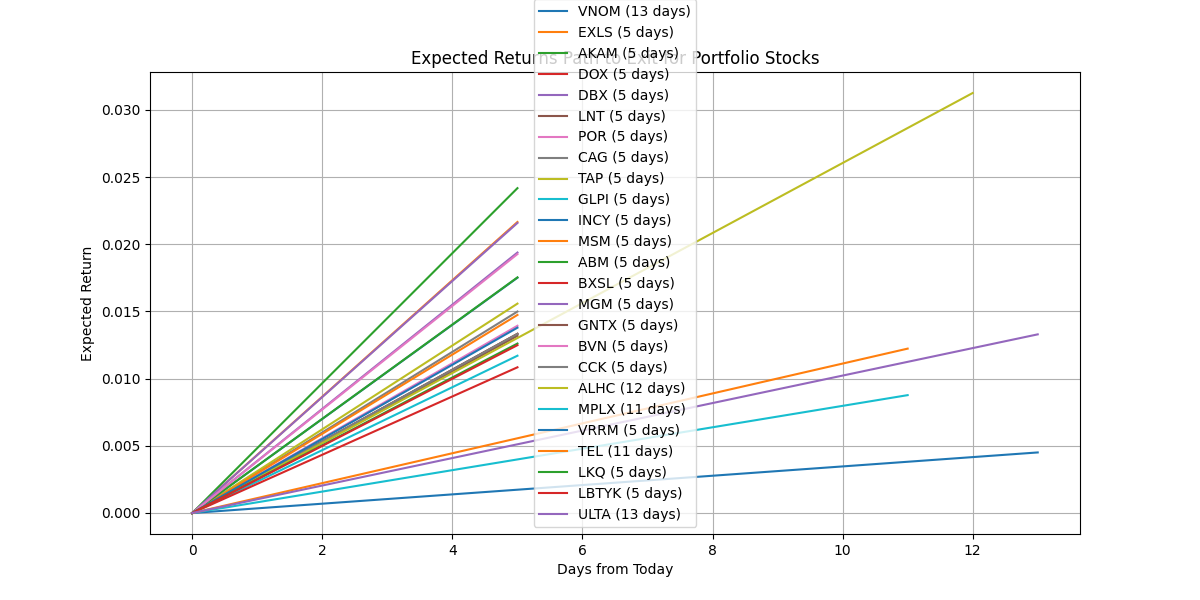 Expected Returns Path to Exit for Portfolio Stocks
VNOM (13 days)
EXLS (5 days)
AKAM (5 days)
DOX (5 days)
DBX (5 days)
LNT (5 days)
POR (5 days)
CAG (5 days)
TAP (5 days)
GLPI (5 days)
INCY (5 days)
MSM (5 days)
ABM (5 days)
BXSL (5 days)
MGM (5 days)
GNTX (5 days)
BVN (5 days)
CCK (5 days)
ALHC (12 days)
MPLX (11 days)
VRRM (5 days)
TEL (11 days)
LKQ (5 days)
LBTYK (5 days)
ULTA (13 days)
Expected Return
0.030
0.025
0.020
0.015
0.010
0.005
0.000
0 2 4 6 8 10 12
Days from Today